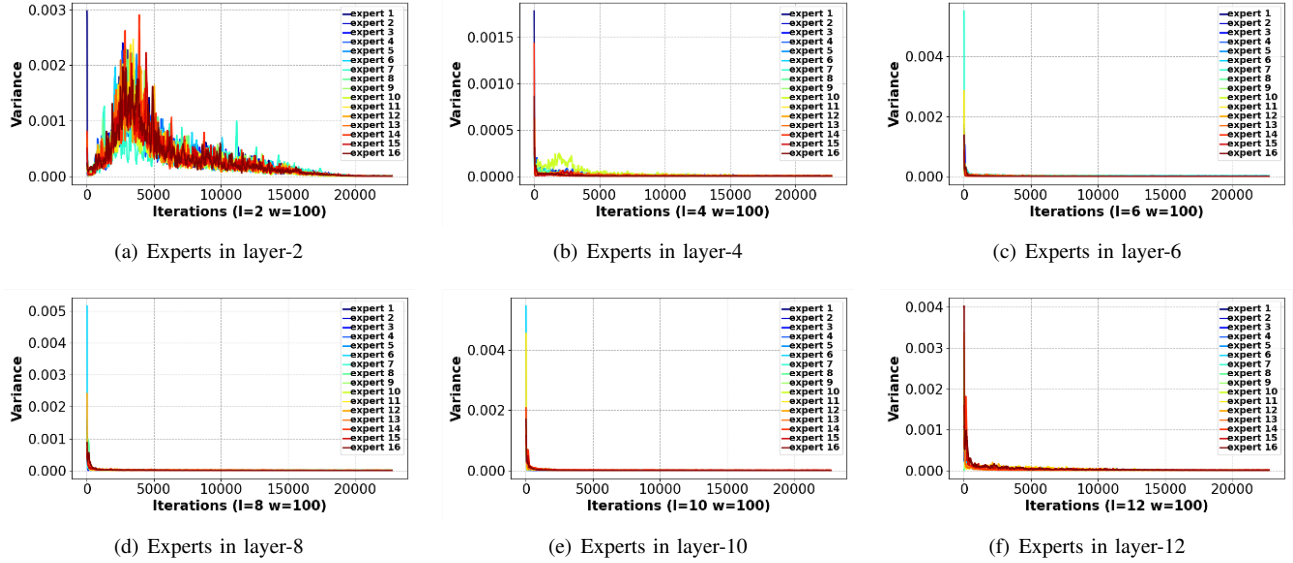 0.003
0.002
0.001
0.000
Variance
0 5000 10000 15000 20000
Iterations (l=2 w=100)
expert 1
expert 2
expert 3
expert 4
expert 5
expert 6
expert 7
expert 8
expert 9
expert 10
expert 11
expert 12
expert 13
expert 14
expert 15
expert 16
(a) Experts in layer-2
0.0015
0.0010
0.0005
0.0000
Variance
0 5000 10000 15000 20000
Iterations (l=4 w=100)
expert 1
expert 2
expert 3
expert 4
expert 5
expert 6
expert 7
expert 8
expert 9
expert 10
expert 11
expert 12
expert 13
expert 14
expert 15
expert 16
(b) Experts in layer-4
0.004
0.002
0.000
Variance
0 5000 10000 15000 20000
Iterations (l=6 w=100)
expert 1
expert 2
expert 3
expert 4
expert 5
expert 6
expert 7
expert 8
expert 9
expert 10
expert 11
expert 12
expert 13
expert 14
expert 15
expert 16
(c) Experts in layer-6
0.005
0.004
0.003
0.002
0.001
0.000
Variance
0 5000 10000 15000 20000
Iterations (l=8 w=100)
expert 1
expert 2
expert 3
expert 4
expert 5
expert 6
expert 7
expert 8
expert 9
expert 10
expert 11
expert 12
expert 13
expert 14
expert 15
expert 16
(d) Experts in layer-8
0.004
0.002
0.000
Variance
0 5000 10000 15000 20000
Iterations (l=10 w=100)
expert 1
expert 2
expert 3
expert 4
expert 5
expert 6
expert 7
expert 8
expert 9
expert 10
expert 11
expert 12
expert 13
expert 14
expert 15
expert 16
(e) Experts in layer-10
0.004
0.003
0.002
0.001
0.000
Variance
0 5000 10000 15000 20000
Iterations (l=12 w=100)
expert 1
expert 2
expert 3
expert 4
expert 5
expert 6
expert 7
expert 8
expert 9
expert 10
expert 11
expert 12
expert 13
expert 14
expert 15
expert 16
(f) Experts in layer-12